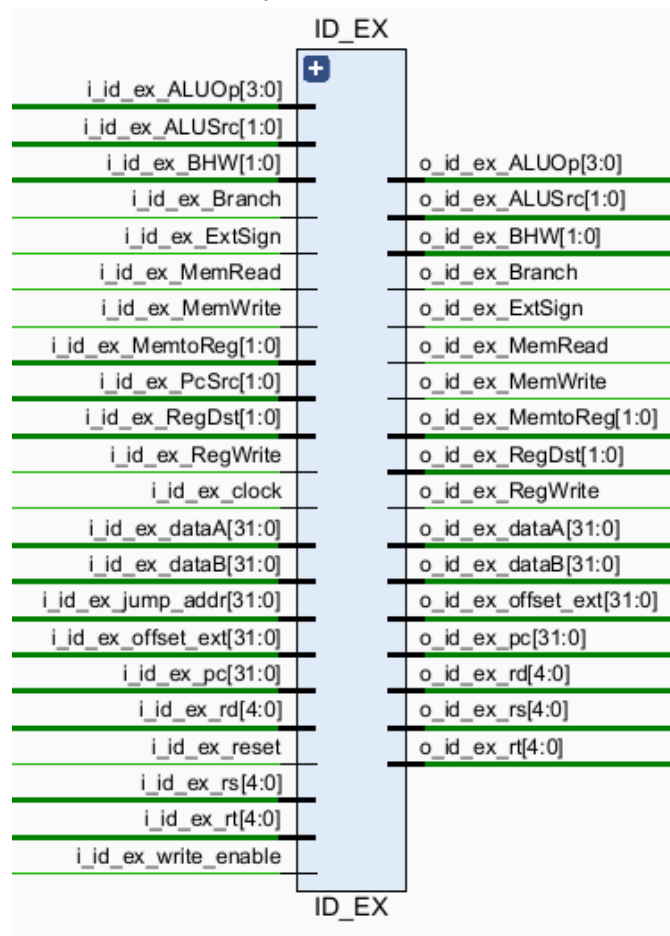 ID_EX
i_id_ex_ALUOp[3:0]
i_id_ex_ALUSrc[1:0]
i_id_ex_BHW[1:0]
i_id_ex_Branch
i_id_ex_ExtSign
i_id_ex_MemRead
i_id_ex_MemWrite
i_id_ex_MemtoReg[1:0]
i_id_ex_PcSrc[1:0]
i_id_ex_RegDst[1:0]
i_id_ex_RegWrite
i_id_ex_clock
i_id_ex_dataA[31:0]
i_id_ex_dataB[31:0]
i_id_ex_jump_addr[31:0]
i_id_ex_offset_ext[31:0]
i_id_ex_pc[31:0]
i_id_ex_rd[4:0]
i_id_ex_reset
i_id_ex_rs[4:0]
i_id_ex_rt[4:0]
i_id_ex_write_enable
o_id_ex_ALUOp[3:0]
o_id_ex_ALUSrc[1:0]
o_id_ex_BHW[1:0]
o_id_ex_Branch
o_id_ex_ExtSign
o_id_ex_MemRead
o_id_ex_MemWrite
o_id_ex_MemtoReg[1:0]
o_id_ex_RegDst[1:0]
o_id_ex_RegWrite
o_id_ex_dataA[31:0]
o_id_ex_dataB[31:0]
o_id_ex_offset_ext[31:0]
o_id_ex_pc[31:0]
o_id_ex_rd[4:0]
o_id_ex_rs[4:0]
o_id_ex_rt[4:0]
ID_EX